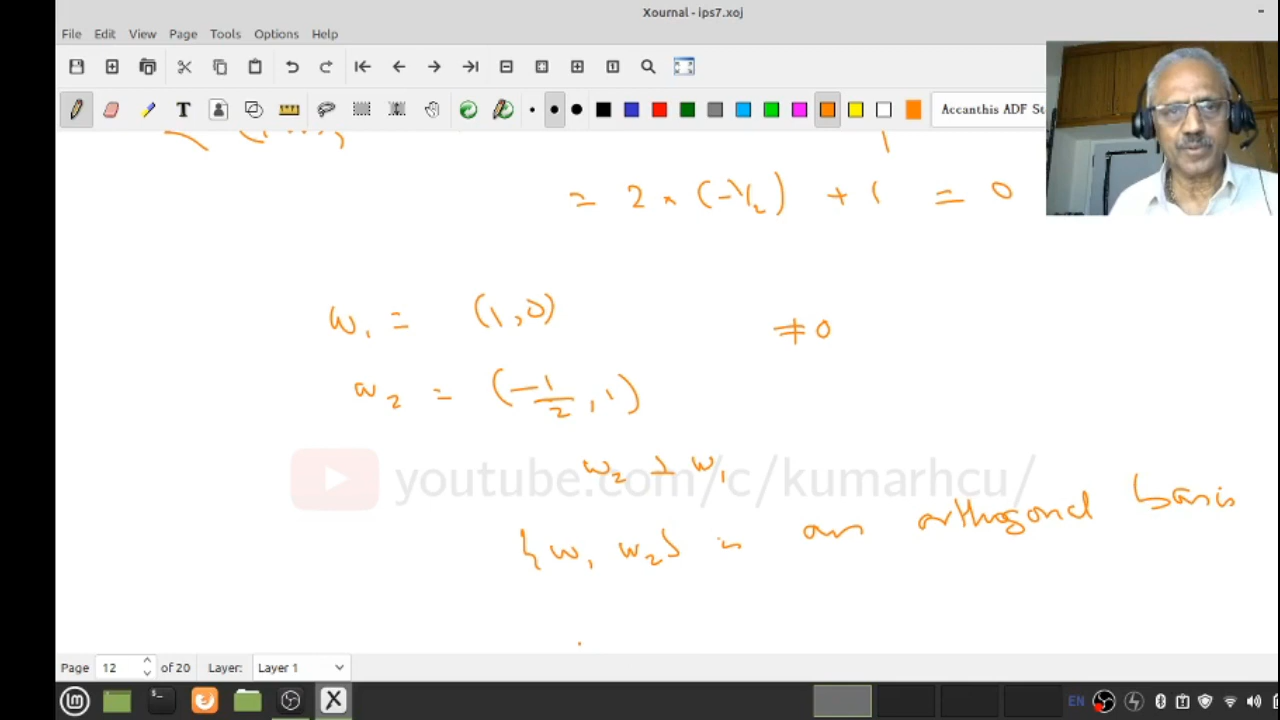 Xournal - ips7.xoj
File Edit View Page Tools Options Help
Accanthis ADF St
= 2 × (-1/2) + 1 = 0
w₁ = (1, 0) ≠ 0
w₂ = (-1/2, 1)
w₂ ⊥ w₁
youtube.com/c/kumarhcu/
{w₁ w₂} is an orthogonal basis
Page 12 of 20 Layer: Layer 1
EN